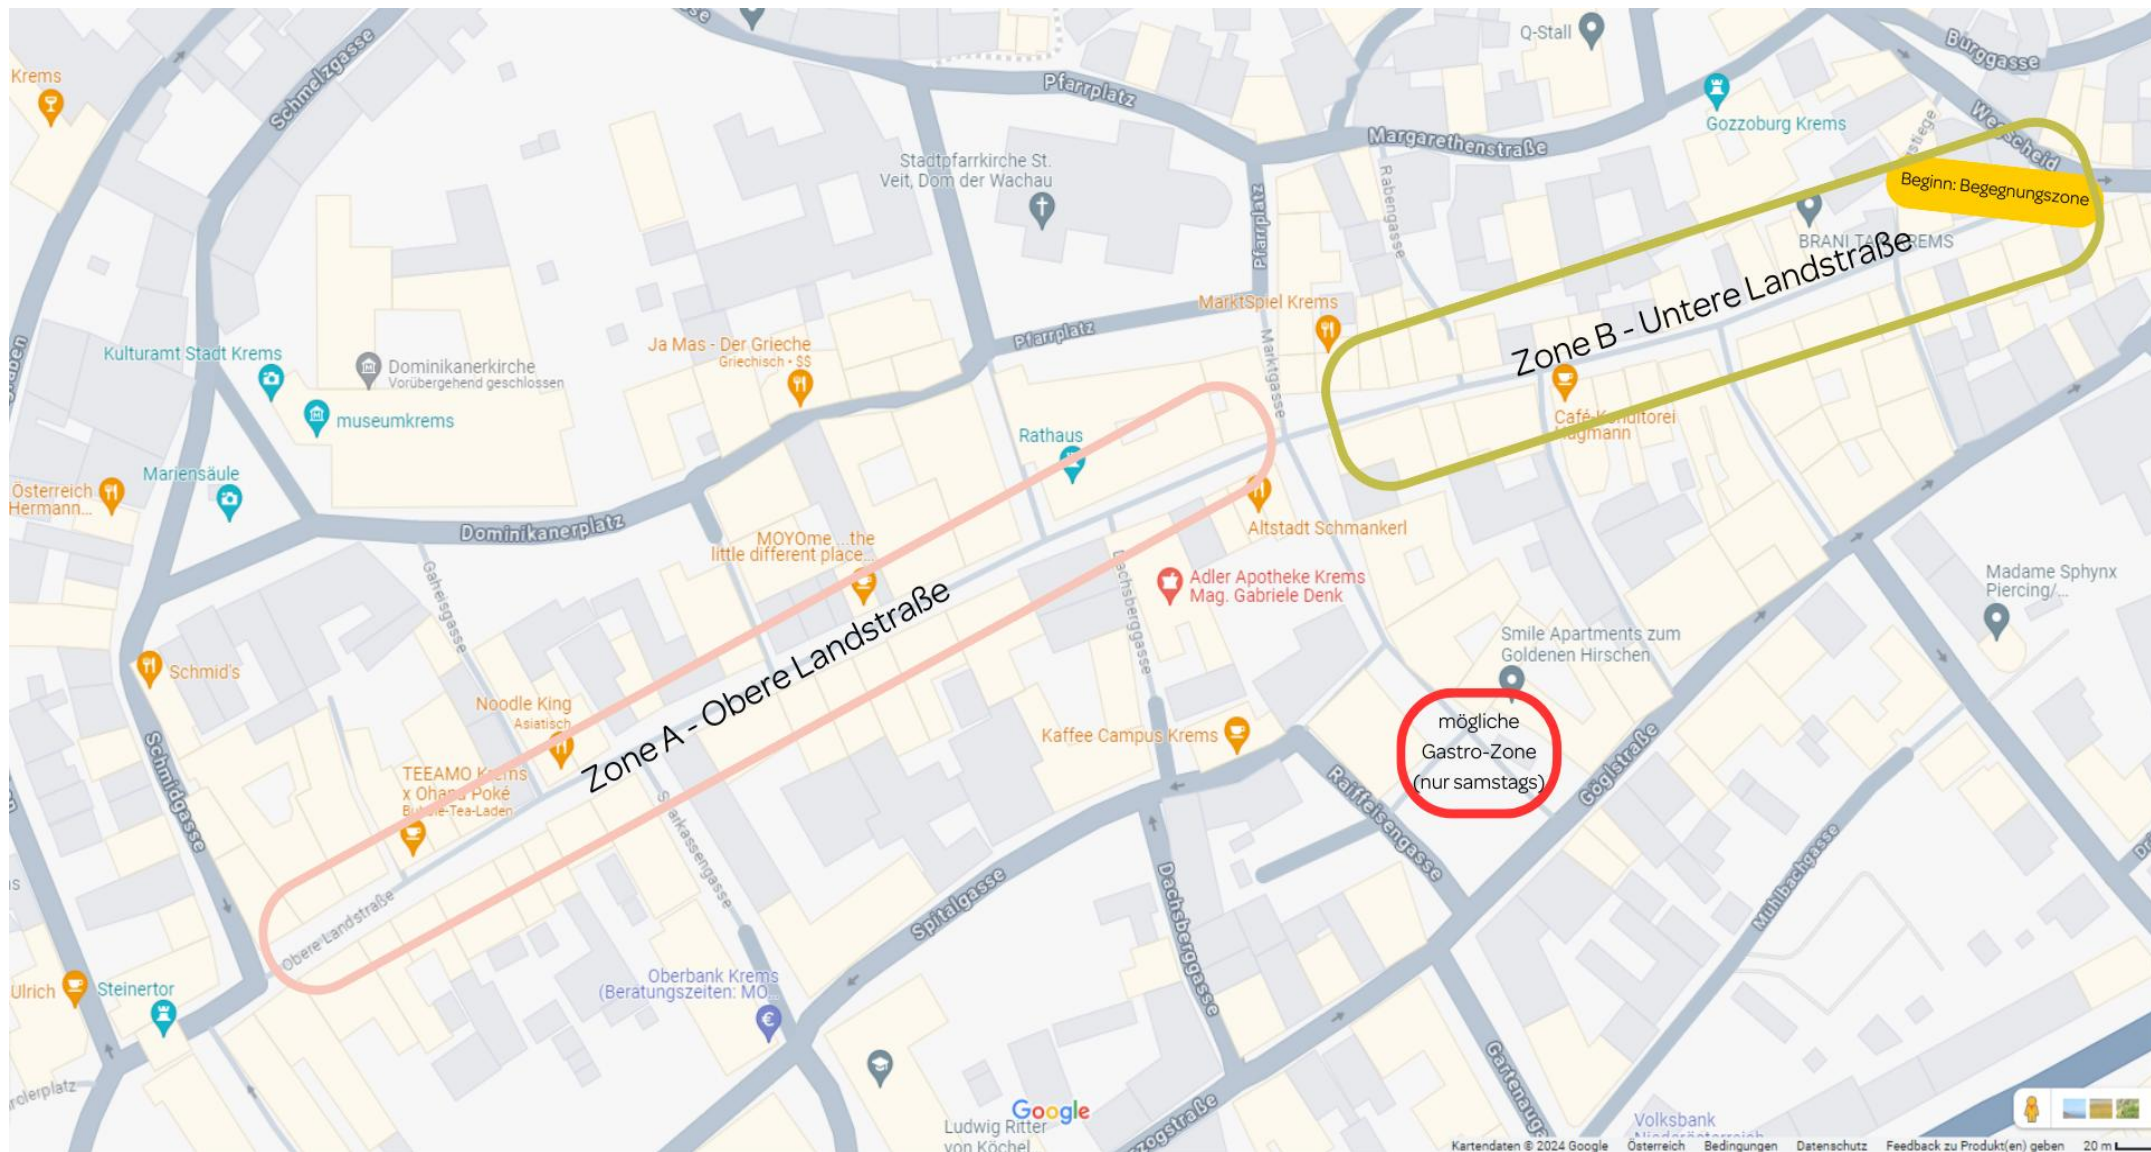 Krems
Schmelzgasse
Pfarrplatz
Q-Stall
Burggasse
Wegscheid
Gozzoburg Krems
Margarethenstraße
Rabengasse
Stadtpfarrkirche St.
Veit, Dom der Wachau
Pfarrplatz
Beginn: Begegnungszone
Zone B - Untere Landstraße
MarktSpiel Krems
Marktgasse
Pfarrplatz
Ja Mas - Der Grieche
Griechisch • $$
Kulturamt Stadt Krems
Dominikanerkirche
Vorübergehend geschlossen
museumkrems
Rathaus
Mariensäule
Österreich
Hermann...
Dominikanerplatz
MOYOme ...the
little different place...
Altstadt Schmankerl
Adler Apotheke Krems
Mag. Gabriele Denk
Dachsberggasse
Gaheisgasse
Madame Sphynx
Piercing/...
Smile Apartments zum
Goldenen Hirschen
Schmid's
Zone A - Obere Landstraße
Noodle King
Asiatisch
TEEAMO Krems
x Ohana Poké
Bubble-Tea-Laden
Kaffee Campus Krems
mögliche
Gastro-Zone
(nur samstags)
Göglstraße
Raiffeisengasse
Schmidgasse
Sparkassengasse
Spitalgasse
Dachsberggasse
Mühlbachgasse
Obere Landstraße
Ulrich
Steinertor
Oberbank Krems
(Beratungszeiten: MO...
Ludwig Ritter
von Köchel
Google
Volksbank
Kartendaten © 2024 Google Österreich Bedingungen Datenschutz Feedback zu Produkt(en) geben 20 m